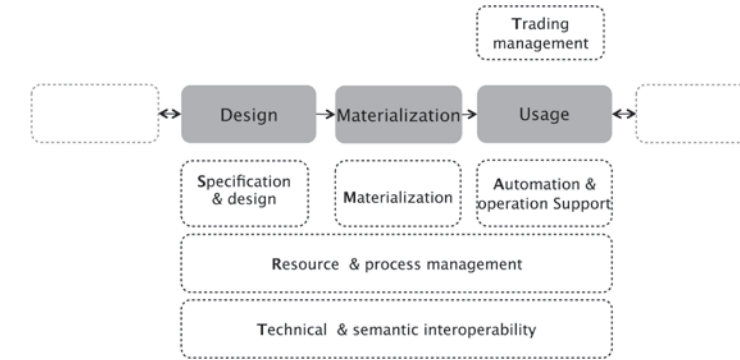 Trading
management
Design
Materialization
Usage
Specification
& design
Materialization
Automation &
operation Support
Resource & process management
Technical & semantic interoperability